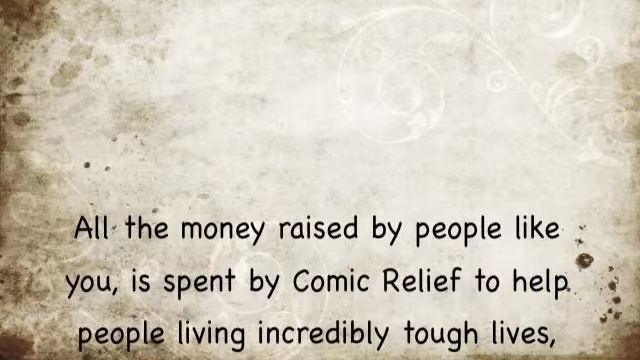 All the money raised by people like
you, is spent by Comic Relief to help
people living incredibly tough lives,